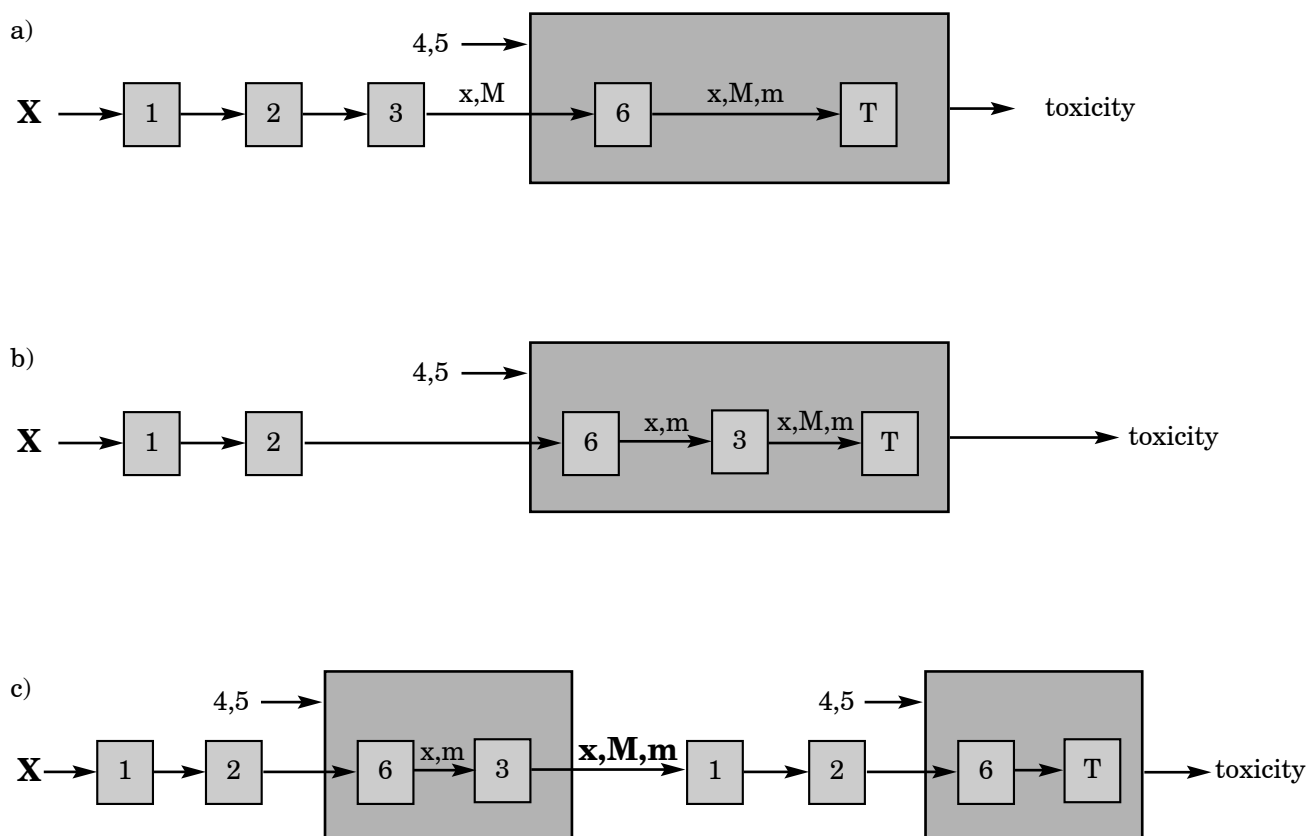 a)
4,5
X 1 2 3 x,M 6 x,M,m T toxicity
b)
4,5
X 1 2 6 x,m 3 x,M,m T toxicity
c)
4,5 4,5
X 1 2 6 x,m 3 x,M,m 1 2 6 T toxicity